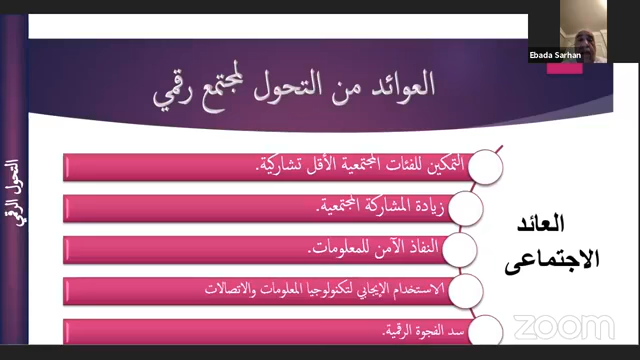 Ebada Sarhan
العوائد من التحول لمجتمع رقمي
التمكين للفئات المجتمعية الأقل تشاركية.
زيادة المشاركة المجتمعية.
النفاذ الآمن للمعلومات.
الاستخدام الإيجابي لتكنولوجيا المعلومات والاتصالات
سد الفجوة الرقمية.
العائد
الاجتماعى
التحول الرقمي
zoom